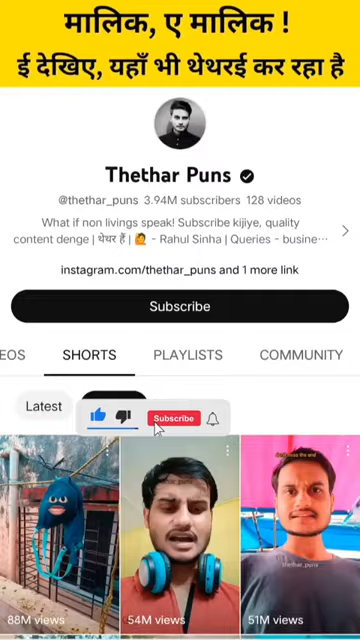 मालिक, ए मालिक !
ई देखिए, यहाँ भी थेथरई कर रहा है
Thethar Puns
@thethar_puns 3.94M subscribers 128 videos
What if non livings speak! Subscribe kijiye, quality
content denge | थेथर हैं | 🙋 - Rahul Sinha | Queries - busine…
instagram.com/thethar_puns and 1 more link
Subscribe
EOS SHORTS PLAYLISTS COMMUNITY
Latest
Subscribe
thethar_puns
88M views 54M views 51M views